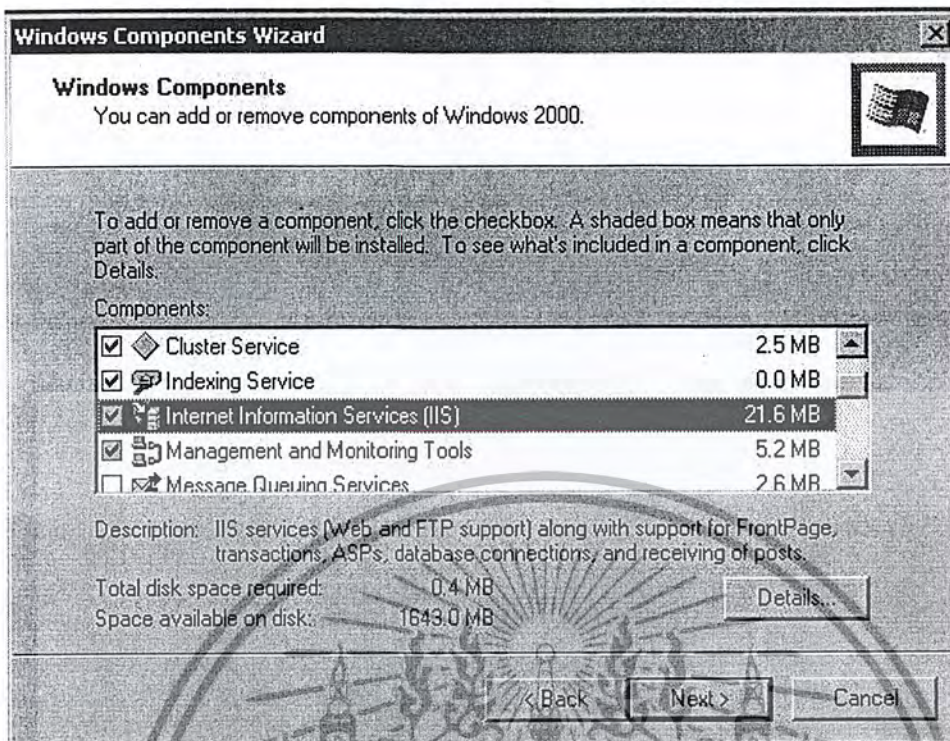 Windows Components Wizard
Windows Components
You can add or remove components of Windows 2000.
To add or remove a component, click the checkbox. A shaded box means that only
part of the component will be installed. To see what's included in a component, click
Details.
Components:
Cluster Service 2.5 MB
Indexing Service 0.0 MB
Internet Information Services (IIS) 21.6 MB
Management and Monitoring Tools 5.2 MB
Message Queuing Services 2.6 MB
Description: IIS services (Web and FTP support) along with support for FrontPage,
transactions, ASPs, database connections, and receiving of posts.
Total disk space required: 0.4 MB
Space available on disk: 1643.0 MB
Details...
< Back Next > Cancel